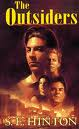 The Outsiders
S.E. HINTON